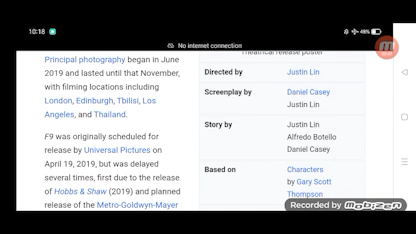 10:18
48%
No internet connection
Theatrical release poster
Principal photography began in June
2019 and lasted until that November,
with filming locations including
London, Edinburgh, Tbilisi, Los
Angeles, and Thailand.
F9 was originally scheduled for
release by Universal Pictures on
April 19, 2019, but was delayed
several times, first due to the release
of Hobbs & Shaw (2019) and planned
release of the Metro-Goldwyn-Mayer
Directed by
Justin Lin
Screenplay by
Daniel Casey
Justin Lin
Story by
Justin Lin
Alfredo Botello
Daniel Casey
Based on
Characters
by Gary Scott
Thompson
Recorded by Mobizen